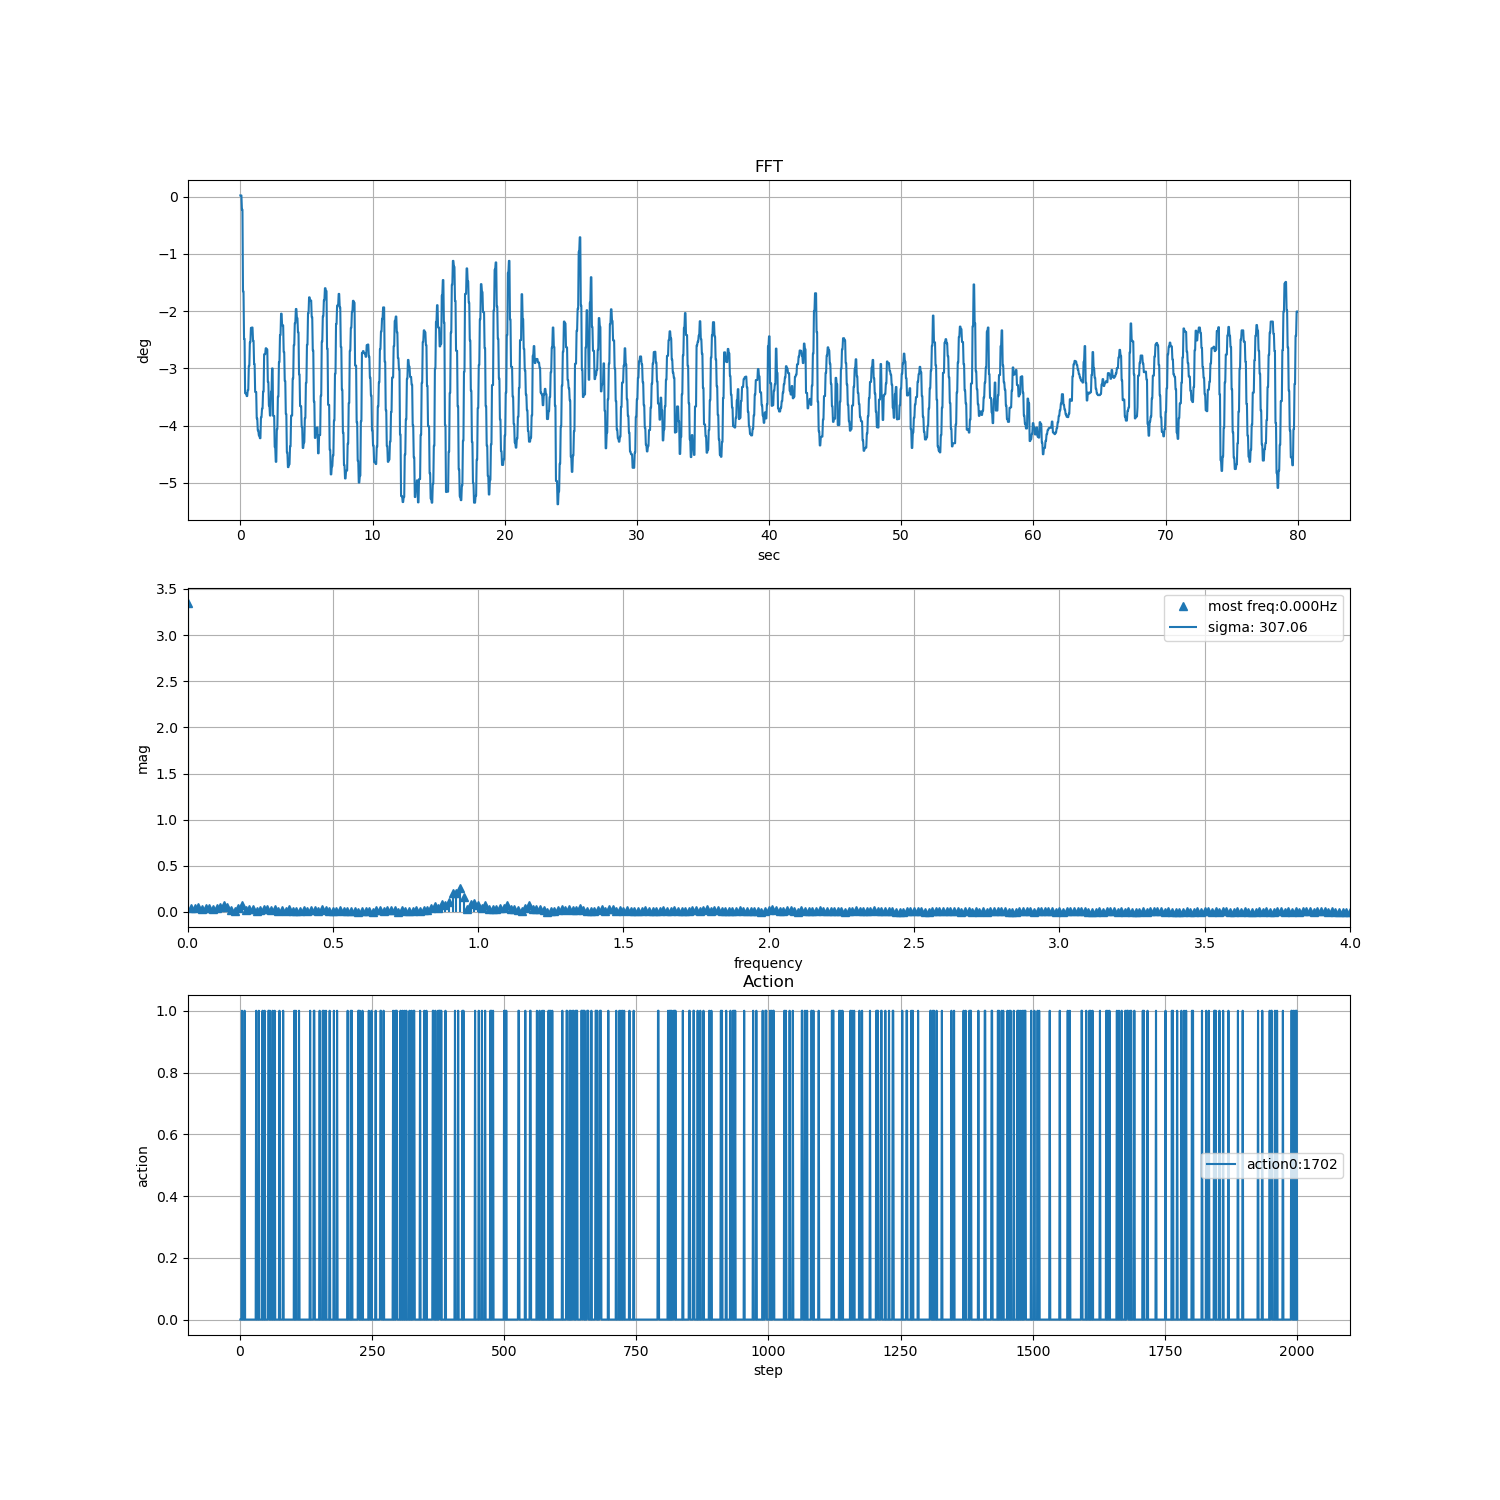 FFT
0
−1
−2
−3
−4
−5
deg
0 10 20 30 40 50 60 70 80
sec
3.5
3.0
2.5
2.0
1.5
1.0
0.5
0.0
mag
most freq:0.000Hz
sigma: 307.06
0.0 0.5 1.0 1.5 2.0 2.5 3.0 3.5 4.0
frequency
Action
1.0
0.8
0.6
0.4
0.2
0.0
action
action0:1702
0 250 500 750 1000 1250 1500 1750 2000
step